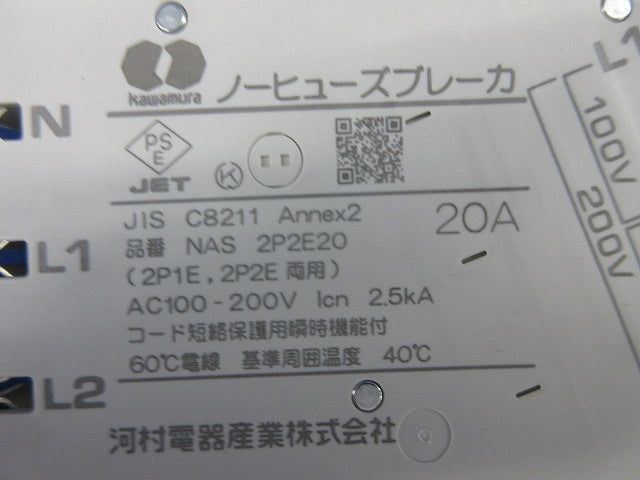 kawamura
ノーヒューズブレーカ
L1
N
PS
E
JET
K
100V
200V
JIS C8211 Annex2
20A
品番 NAS 2P2E20
(2P1E, 2P2E 両用)
L1
AC100-200V Icn 2.5kA
コード短絡保護用瞬時機能付
60℃電線 基準周囲温度 40℃
L2
河村電器産業株式会社